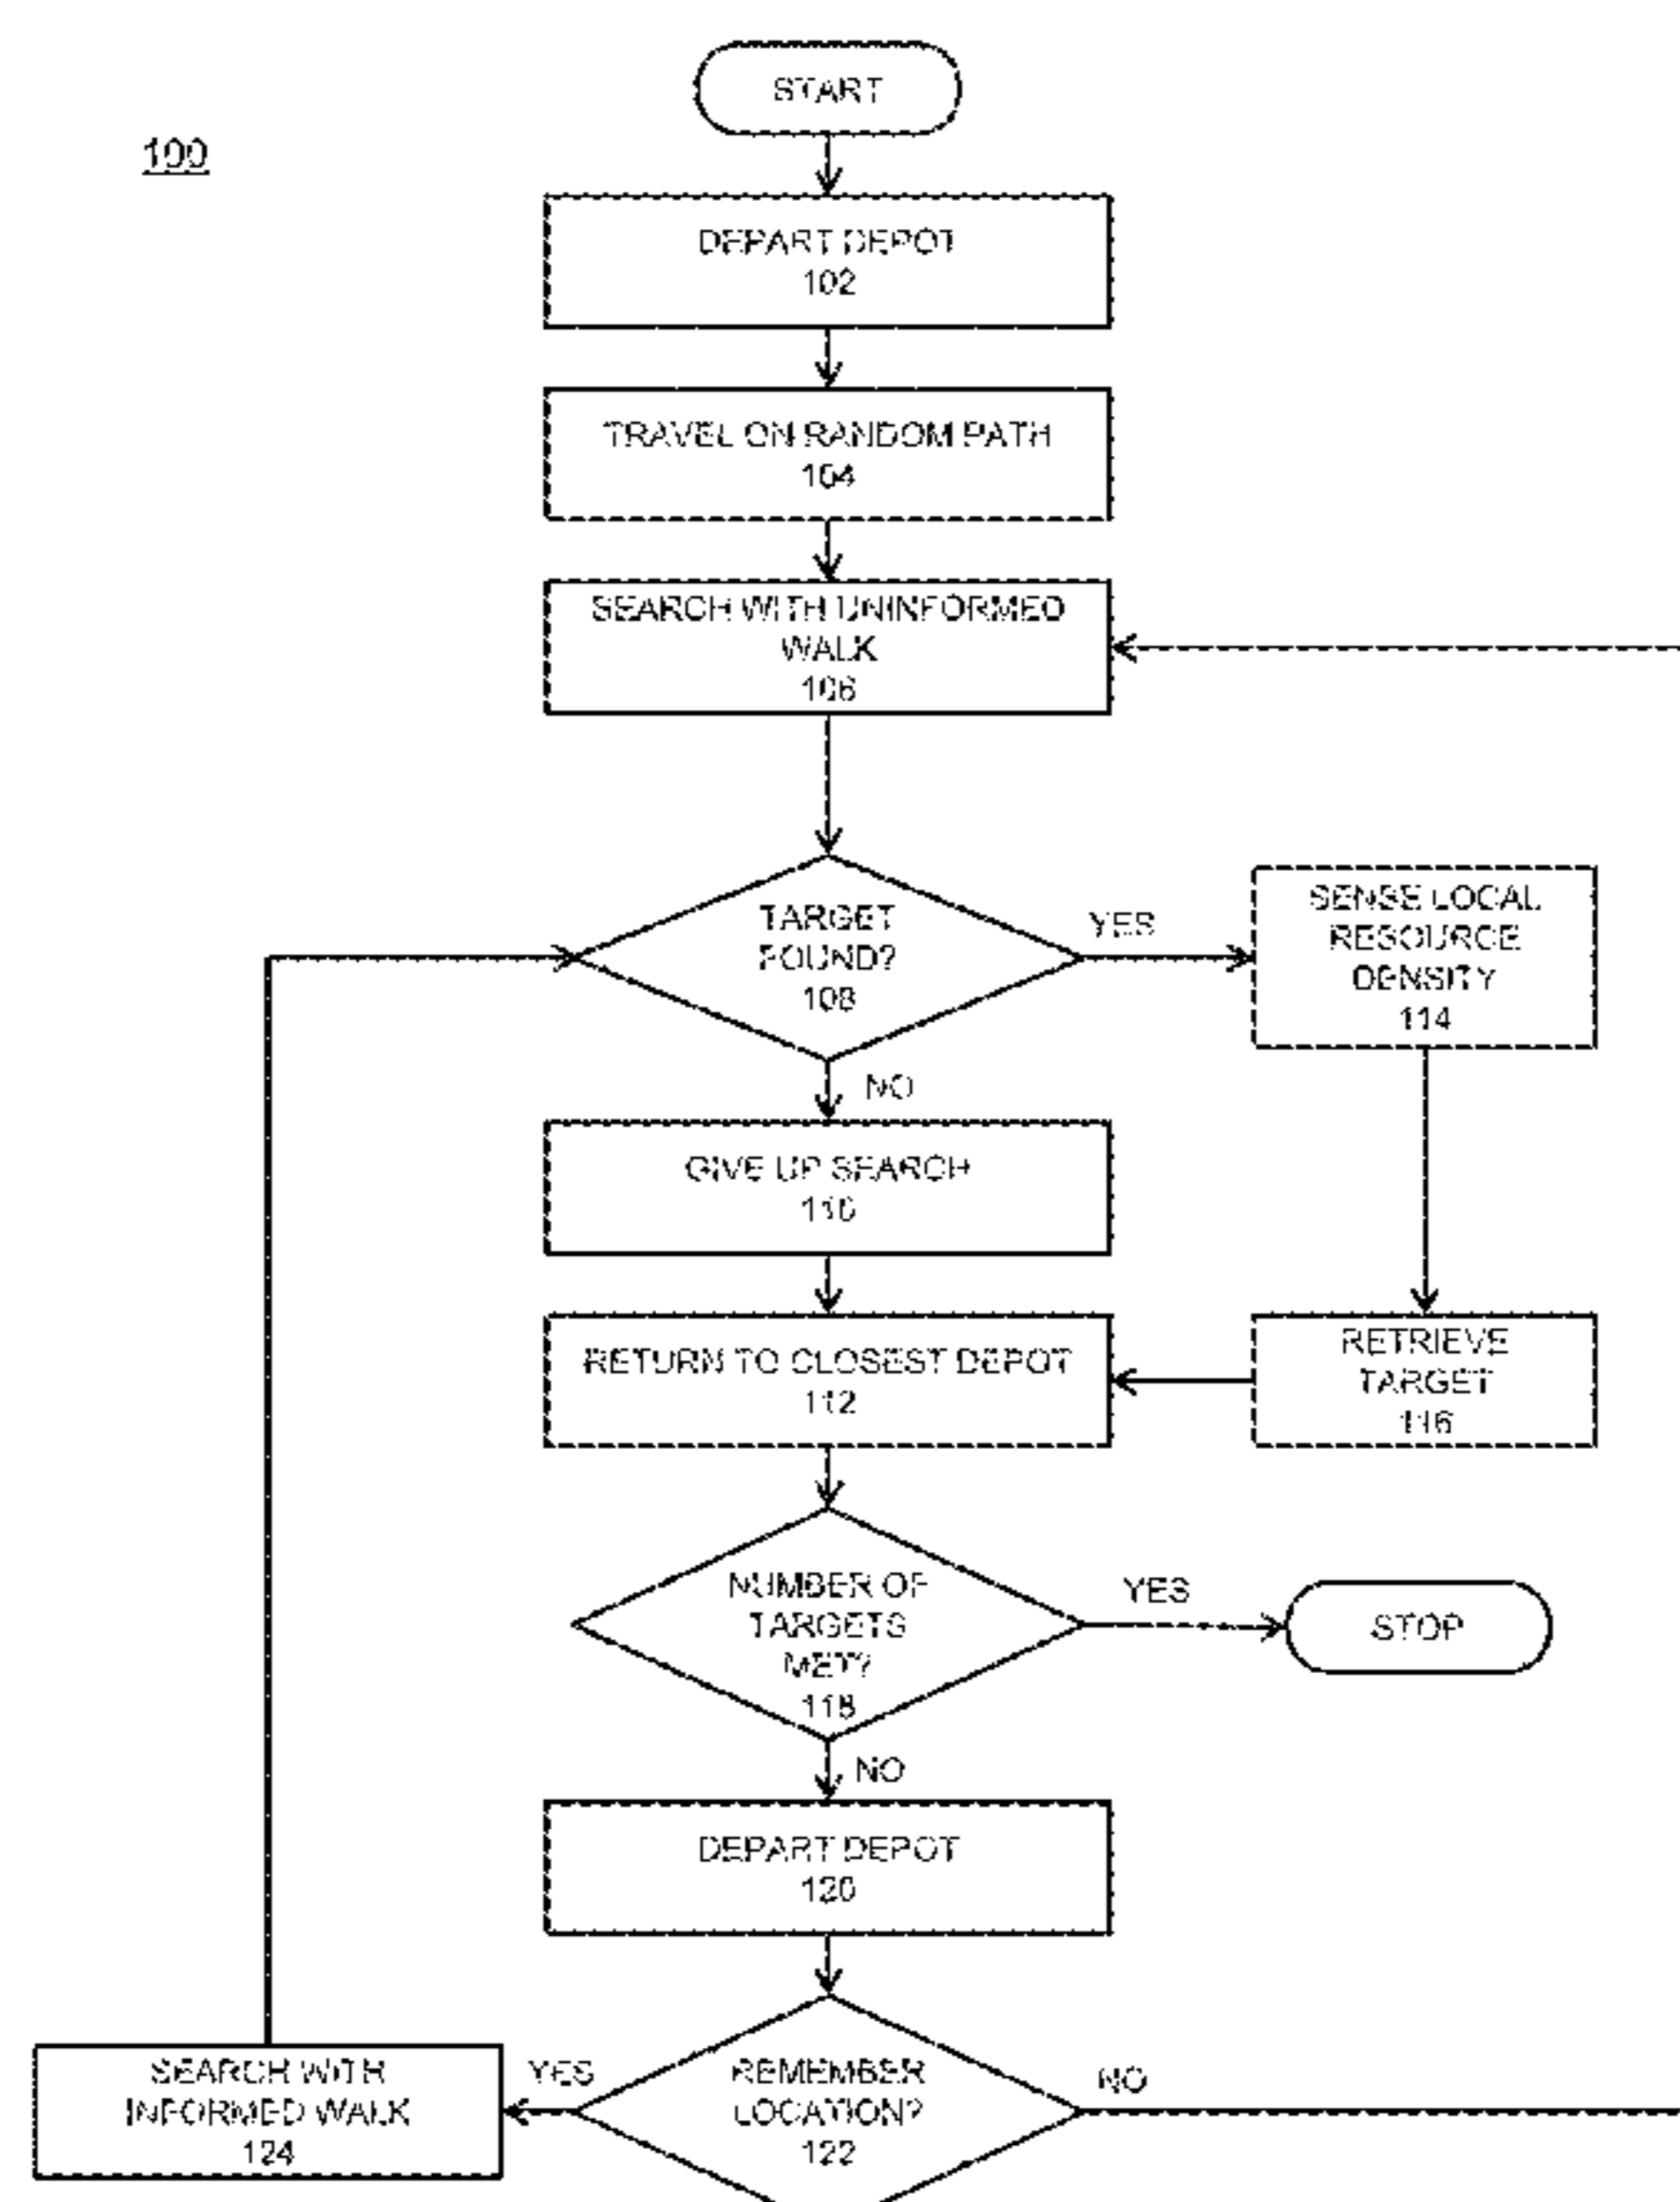 100
START
DEPART DEPOT
102
TRAVEL ON RANDOM PATH
104
SEARCH WITH UNINFORMED
WALK
106
TARGET
FOUND?
108
YES
SENSE LOCAL
RESOURCE
DENSITY
114
NO
GIVE UP SEARCH
110
RETURN TO CLOSEST DEPOT
112
RETRIEVE
TARGET
116
NUMBER OF
TARGETS
MET?
118
YES
STOP
NO
DEPART DEPOT
120
SEARCH WITH
INFORMED WALK
124
YES
REMEMBER
LOCATION?
122
NO